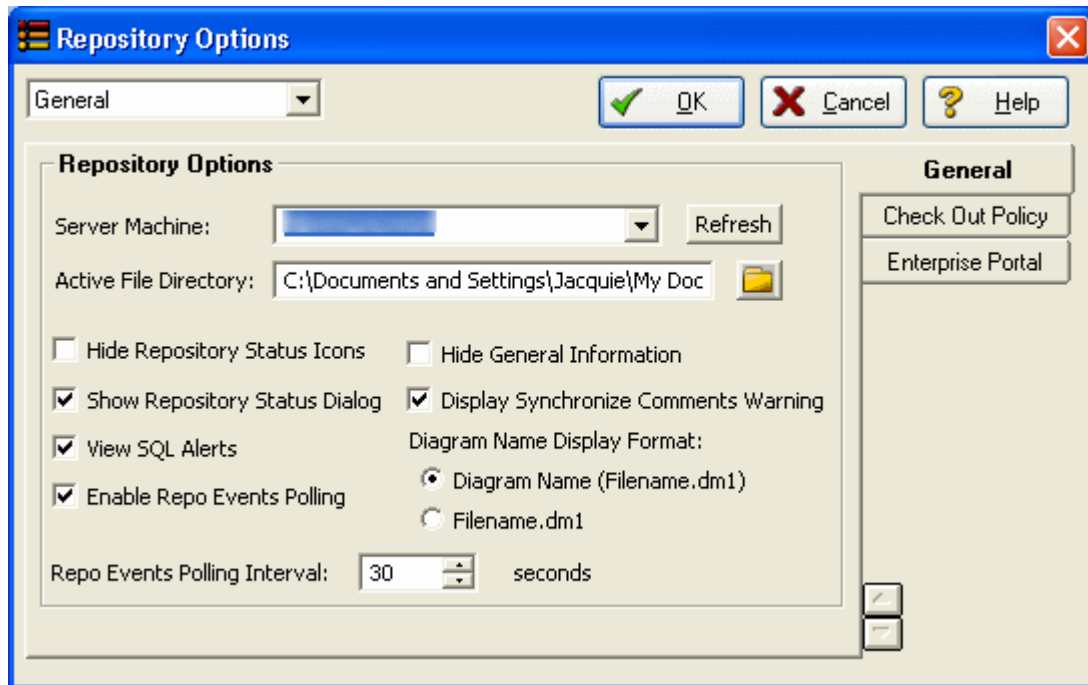 Repository Options
General
OK
Cancel
Help
Repository Options
General
Check Out Policy
Enterprise Portal
Server Machine:
Refresh
Active File Directory:
C:\Documents and Settings\Jacquie\My Doc
Hide Repository Status Icons
Hide General Information
Show Repository Status Dialog
Display Synchronize Comments Warning
View SQL Alerts
Diagram Name Display Format:
Enable Repo Events Polling
Diagram Name (Filename.dm1)
Filename.dm1
Repo Events Polling Interval:
30
seconds